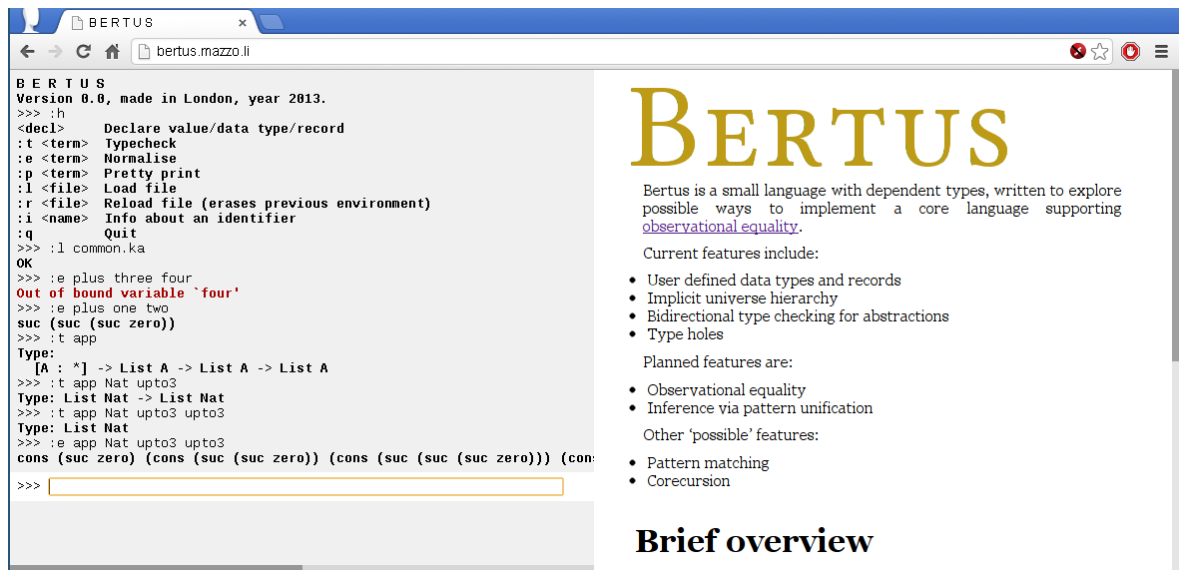 BERTUS
bertus.mazzo.li
B E R T U S
Version 0.0, made in London, year 2013.
>>> :h
<decl> Declare value/data type/record
:t <term> Typecheck
:e <term> Normalise
:p <term> Pretty print
:l <file> Load file
:r <file> Reload file (erases previous environment)
:i <name> Info about an identifier
:q Quit
>>> :l common.ka
OK
>>> :e plus three four
Out of bound variable `four'
>>> :e plus one two
suc (suc (suc zero))
>>> :t app
Type:
[A : *] -> List A -> List A -> List A
>>> :t app Nat upto3
Type: List Nat -> List Nat
>>> :t app Nat upto3 upto3
Type: List Nat
>>> :e app Nat upto3 upto3
cons (suc zero) (cons (suc (suc zero)) (cons (suc (suc (suc zero))) (con
>>>
BERTUS
Bertus is a small language with dependent types, written to explore
possible ways to implement a core language supporting
observational equality.
Current features include:
• User defined data types and records
• Implicit universe hierarchy
• Bidirectional type checking for abstractions
• Type holes
Planned features are:
• Observational equality
• Inference via pattern unification
Other ‘possible’ features:
• Pattern matching
• Corecursion
Brief overview